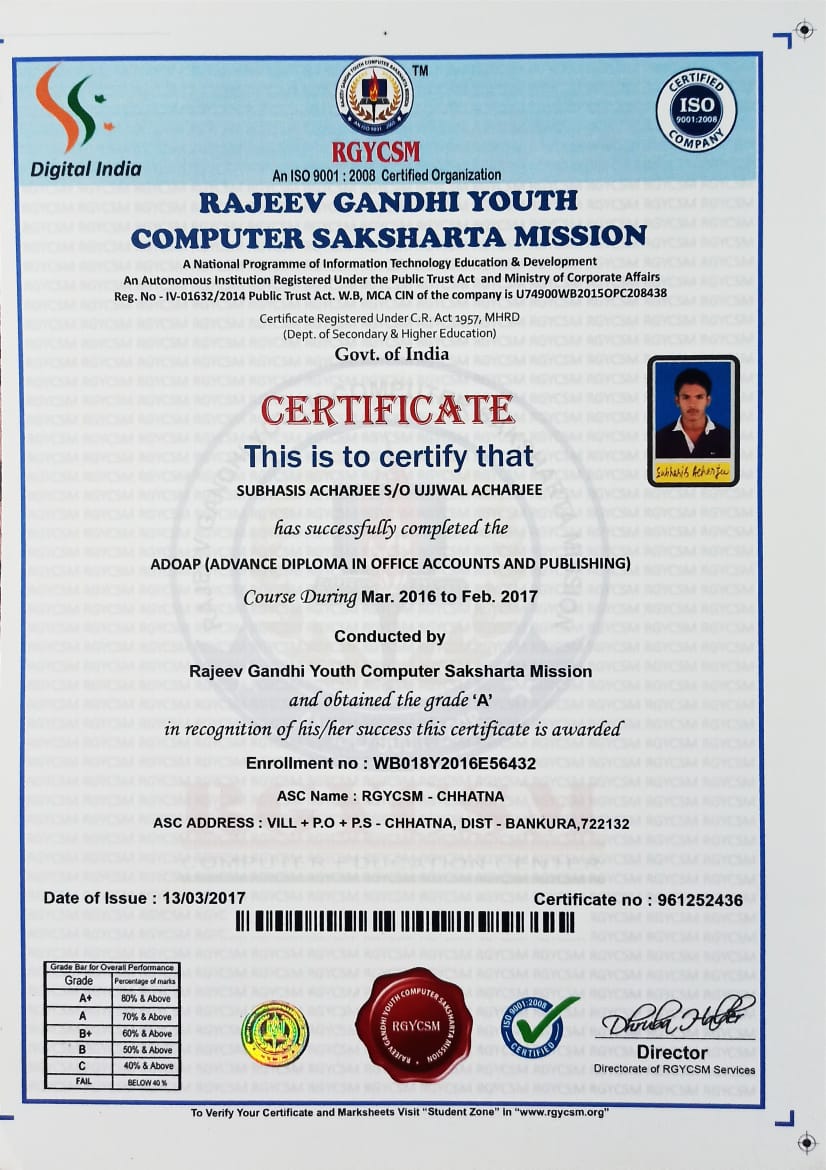 Digital India
RAJEEV GANDHI YOUTH COMPUTER SAKSHARTA MISSION
AN ISO 9001 : 2008
TM
CERTIFIED
ISO
9001:2008
COMPANY
RGYCSM
An ISO 9001 : 2008 Certified Organization
RAJEEV GANDHI YOUTH
COMPUTER SAKSHARTA MISSION
A National Programme of Information Technology Education & Development
An Autonomous Institution Registered Under the Public Trust Act and Ministry of Corporate Affairs
Reg. No - IV-01632/2014 Public Trust Act. W.B, MCA CIN of the company is U74900WB2015OPC208438
Certificate Registered Under C.R. Act 1957, MHRD
(Dept. of Secondary & Higher Education)
Govt. of India
CERTIFICATE
This is to certify that
Subhasis Acharjee
SUBHASIS ACHARJEE S/O UJJWAL ACHARJEE
has successfully completed the
ADOAP (ADVANCE DIPLOMA IN OFFICE ACCOUNTS AND PUBLISHING)
Course During Mar. 2016 to Feb. 2017
Conducted by
Rajeev Gandhi Youth Computer Saksharta Mission
and obtained the grade ‘A’
in recognition of his/her success this certificate is awarded
Enrollment no : WB018Y2016E56432
ASC Name : RGYCSM - CHHATNA
ASC ADDRESS : VILL + P.O + P.S - CHHATNA, DIST - BANKURA,722132
Date of Issue : 13/03/2017
Certificate no : 961252436
Grade Bar for Overall Performance
Grade Percentage of marks
A+ 80% & Above
A 70% & Above
B+ 60% & Above
B 50% & Above
C 40% & Above
FAIL BELOW 40 %
RAJEEV GANDHI YOUTH COMPUTER SAKSHARTA MISSION
RGYCSM
ISO 9001:2008
CERTIFIED
Dhruba Halder
Director
Directorate of RGYCSM Services
To Verify Your Certificate and Marksheets Visit "Student Zone" in "www.rgycsm.org"